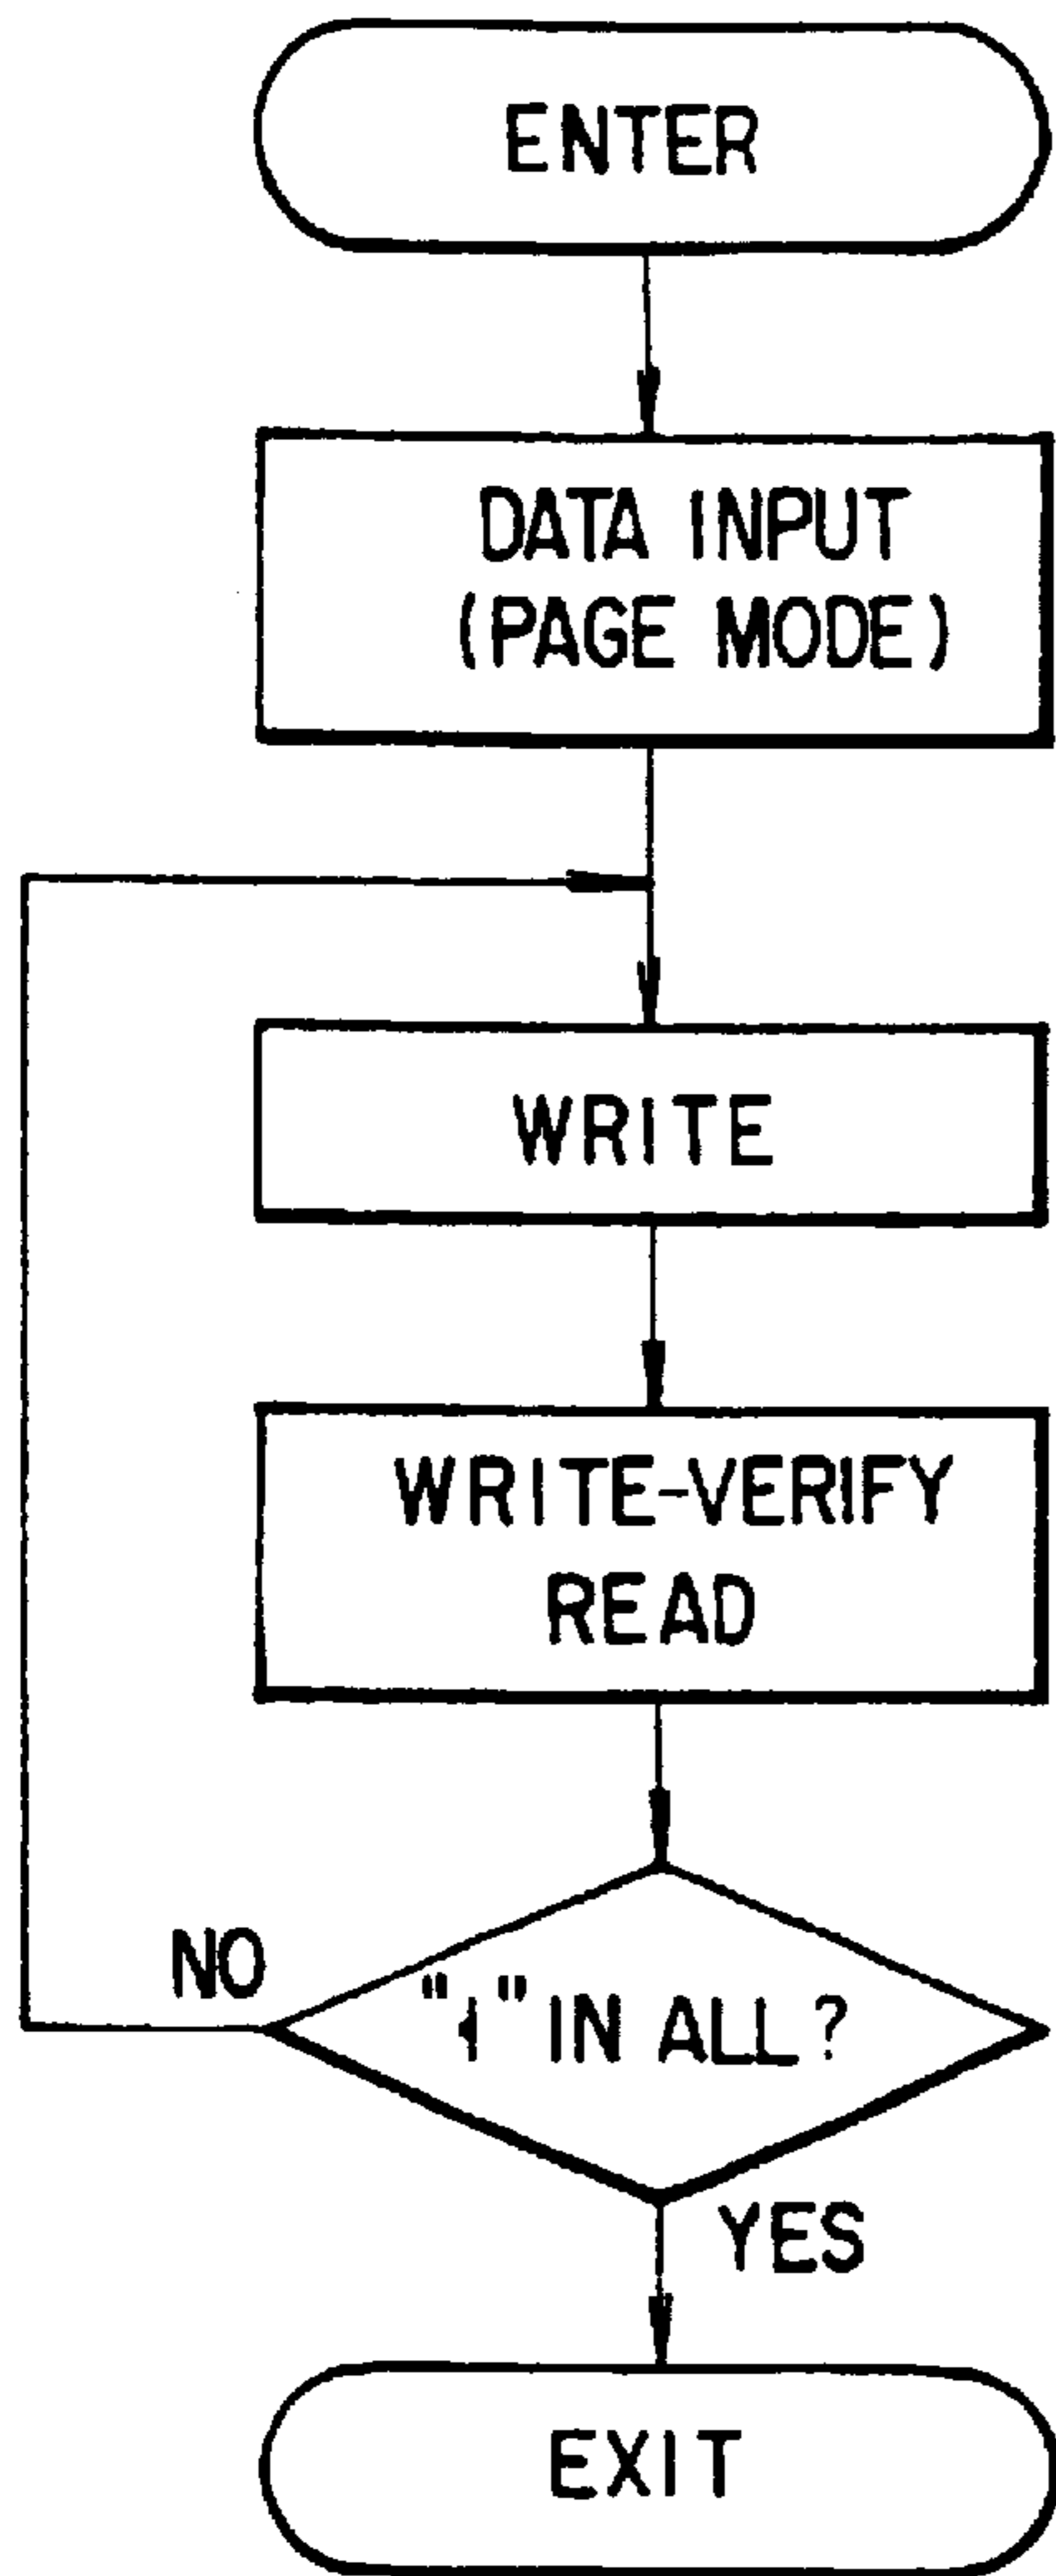 ENTER
DATA INPUT
(PAGE MODE)
WRITE
WRITE-VERIFY
READ
NO
"1" IN ALL?
YES
EXIT